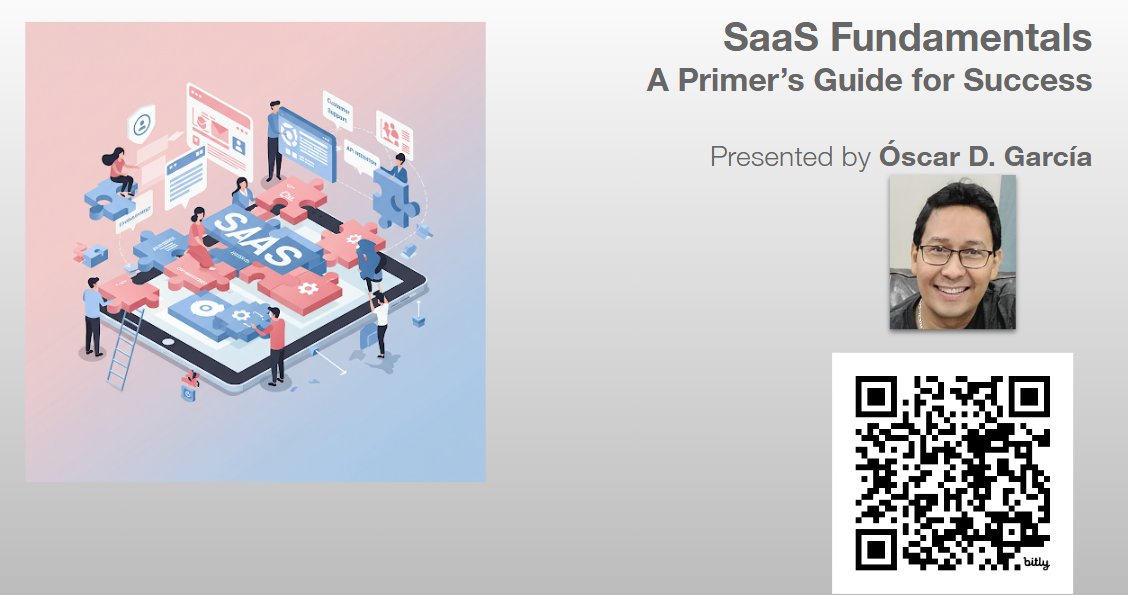 SaaS Fundamentals
A Primer's Guide for Success
Presented by Óscar D. García
Customer
Support
SAAS
bitly